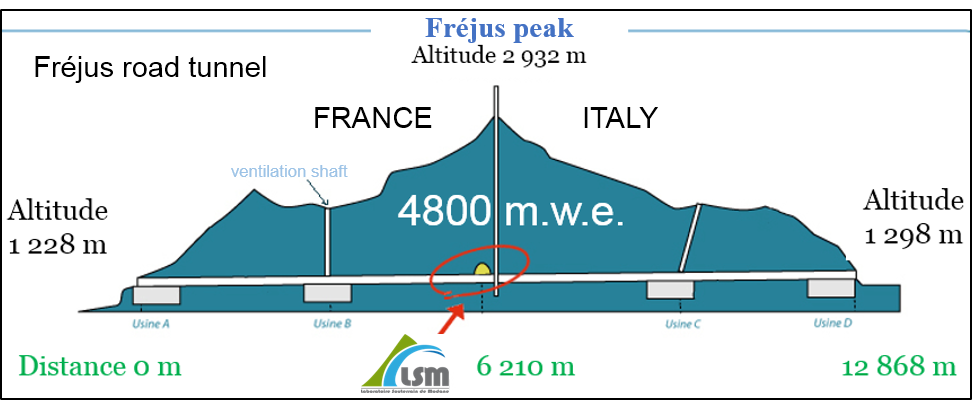 Fréjus peak
Altitude 2 932 m
Fréjus road tunnel
FRANCE
ITALY
ventilation shaft
4800 m.w.e.
Altitude
1 228 m
Altitude
1 298 m
Usine A
Usine B
Usine C
Usine D
Distance 0 m
LSM
Laboratoire Souterrain de Modane
6 210 m
12 868 m